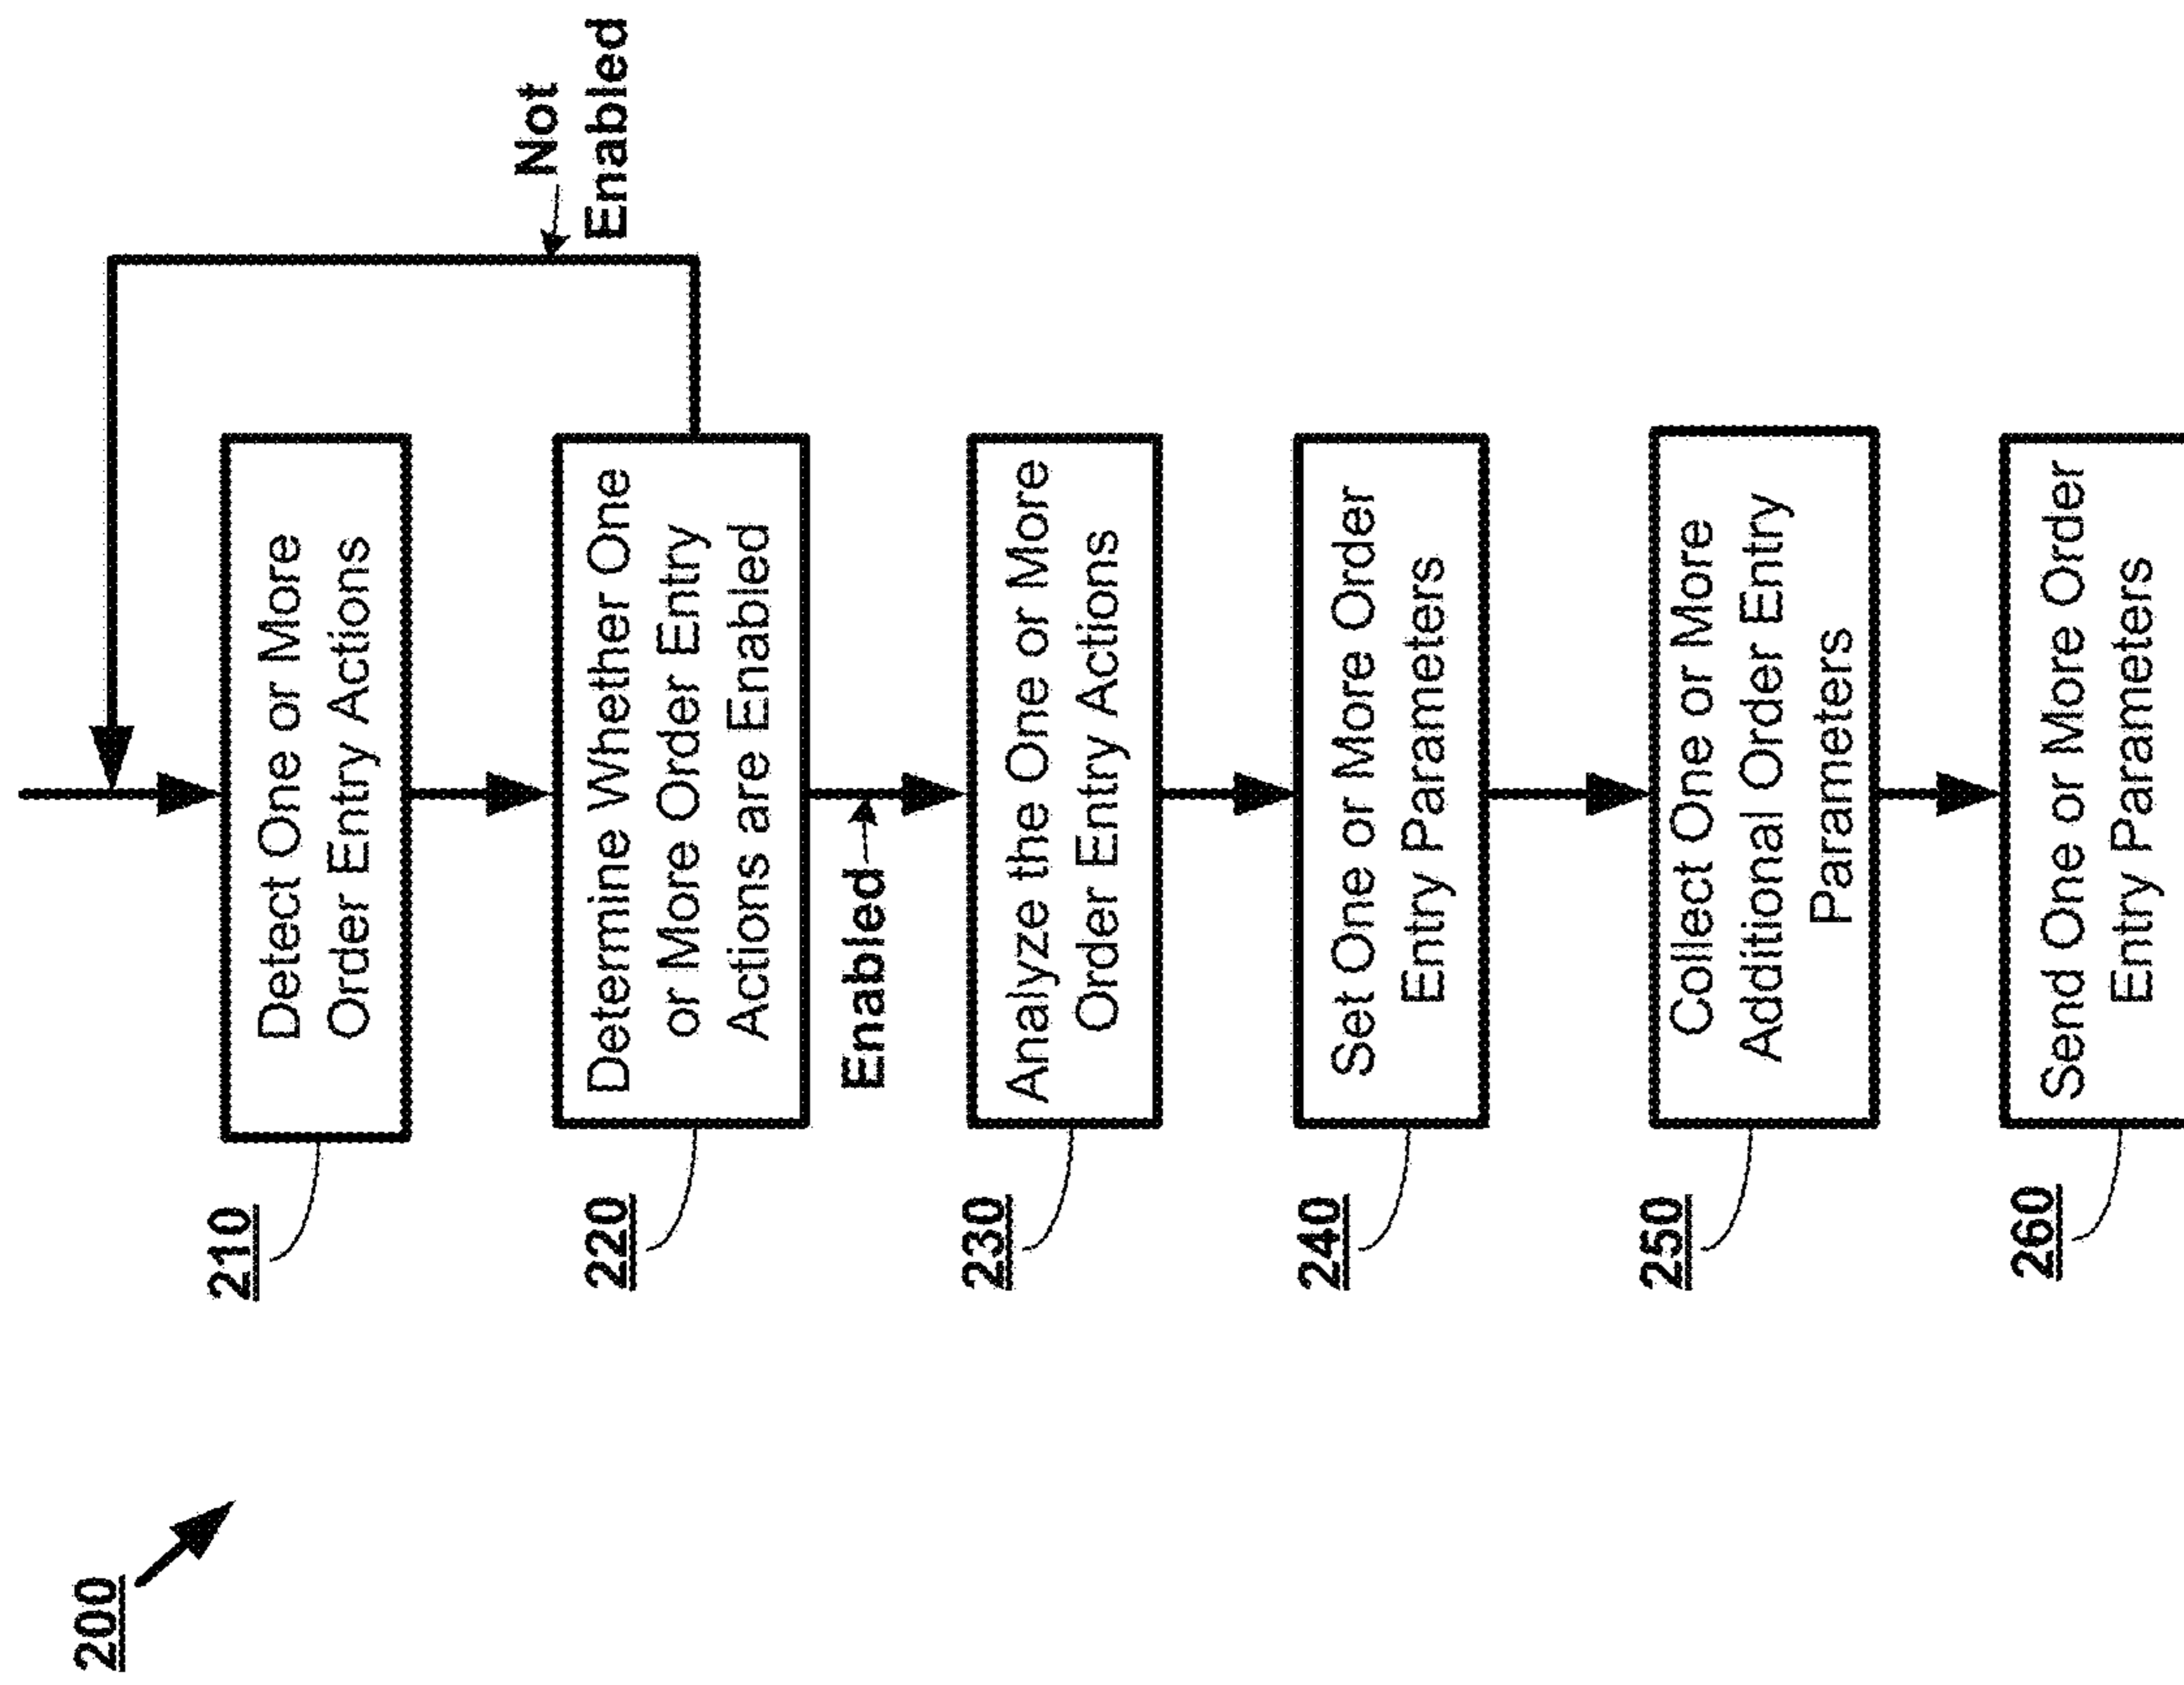 200
210
Detect One or More
Order Entry Actions
220
Determine Whether One
or More Order Entry
Actions are Enabled
Not
Enabled
Enabled
230
Analyze the One or More
Order Entry Actions
240
Set One or More Order
Entry Parameters
250
Collect One or More
Additional Order Entry
Parameters
260
Send One or More Order
Entry Parameters